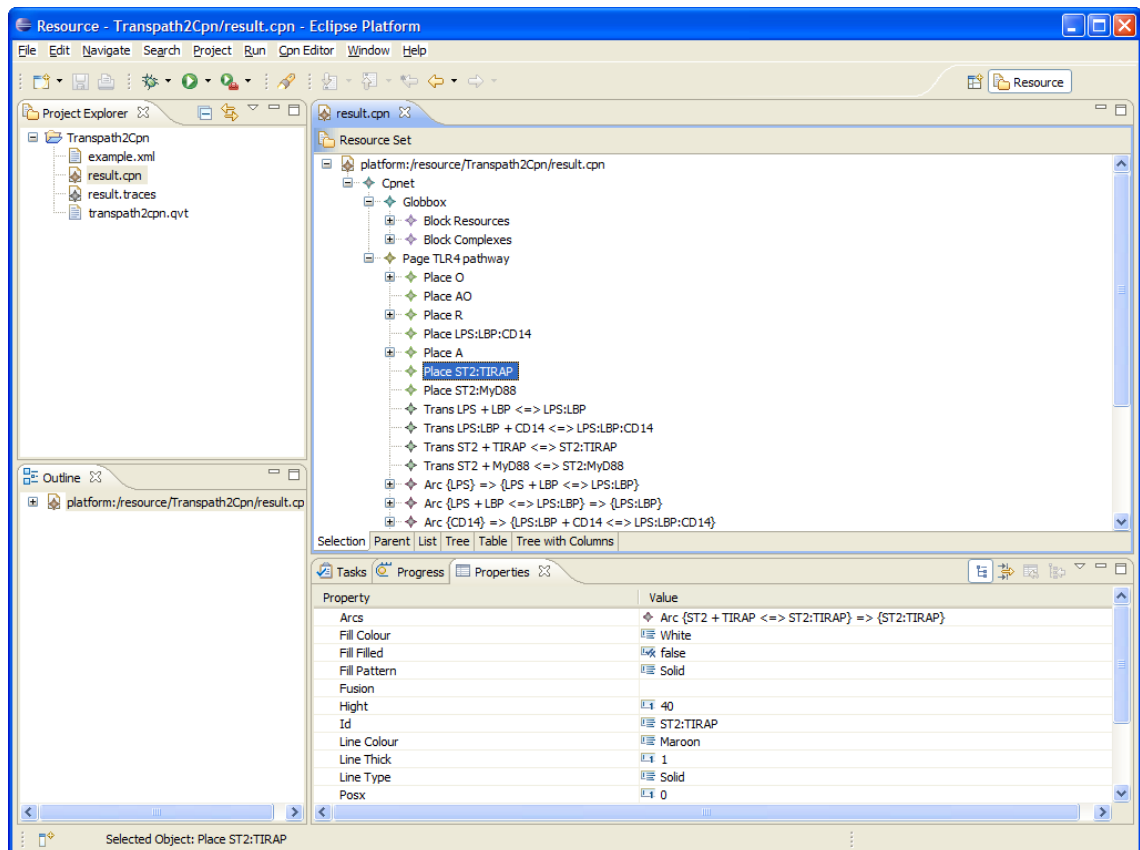 Resource - Transpath2Cpn/result.cpn - Eclipse Platform
File Edit Navigate Search Project Run Cpn Editor Window Help
Resource
Project Explorer
Transpath2Cpn
example.xml
result.cpn
result.traces
transpath2cpn.qvt
Outline
platform:/resource/Transpath2Cpn/result.cp
result.cpn
Resource Set
platform:/resource/Transpath2Cpn/result.cpn
Cpnet
Globbox
Block Resources
Block Complexes
Page TLR4 pathway
Place O
Place AO
Place R
Place LPS:LBP:CD14
Place A
Place ST2:TIRAP
Place ST2:MyD88
Trans LPS + LBP <=> LPS:LBP
Trans LPS:LBP + CD14 <=> LPS:LBP:CD14
Trans ST2 + TIRAP <=> ST2:TIRAP
Trans ST2 + MyD88 <=> ST2:MyD88
Arc {LPS} => {LPS + LBP <=> LPS:LBP}
Arc {LPS + LBP <=> LPS:LBP} => {LPS:LBP}
Arc {CD14} => {LPS:LBP + CD14 <=> LPS:LBP:CD14}
Selection Parent List Tree Table Tree with Columns
Tasks Progress Properties
Property Value
Arcs Arc {ST2 + TIRAP <=> ST2:TIRAP} => {ST2:TIRAP}
Fill Colour White
Fill Filled false
Fill Pattern Solid
Fusion
Hight 40
Id ST2:TIRAP
Line Colour Maroon
Line Thick 1
Line Type Solid
Posx 0
Selected Object: Place ST2:TIRAP